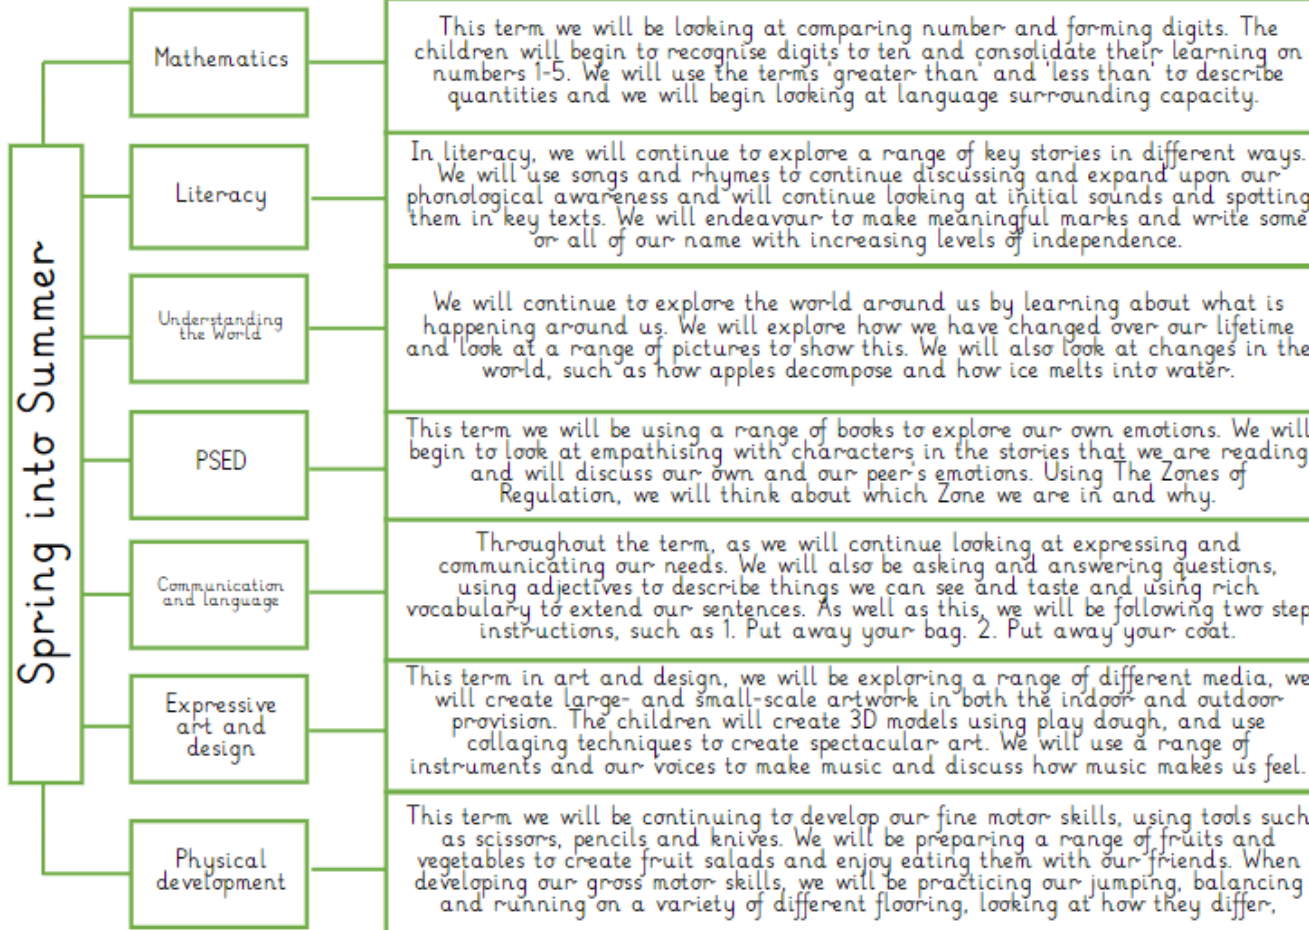 Spring into Summer
Mathematics
This term we will be looking at comparing number and forming digits. The
children will begin to recognise digits to ten and consolidate their learning on
numbers 1-5. We will use the terms 'greater than' and 'less than' to describe
quantities and we will begin looking at language surrounding capacity.
Literacy
In literacy, we will continue to explore a range of key stories in different ways.
We will use songs and rhymes to continue discussing and expand upon our
phonological awareness and will continue looking at initial sounds and spotting
them in key texts. We will endeavour to make meaningful marks and write some
or all of our name with increasing levels of independence.
Understanding
the World
We will continue to explore the world around us by learning about what is
happening around us. We will explore how we have changed over our lifetime
and look at a range of pictures to show this. We will also look at changes in the
world, such as how apples decompose and how ice melts into water.
PSED
This term we will be using a range of books to explore our own emotions. We will
begin to look at empathising with characters in the stories that we are reading
and will discuss our own and our peer's emotions. Using The Zones of
Regulation, we will think about which Zone we are in and why.
Communication
and language
Throughout the term, as we will continue looking at expressing and
communicating our needs. We will also be asking and answering questions,
using adjectives to describe things we can see and taste and using rich
vocabulary to extend our sentences. As well as this, we will be following two step
instructions, such as 1. Put away your bag. 2. Put away your coat.
Expressive
art and
design
This term in art and design, we will be exploring a range of different media, we
will create large- and small-scale artwork in both the indoor and outdoor
provision. The children will create 3D models using play dough, and use
collaging techniques to create spectacular art. We will use a range of
instruments and our voices to make music and discuss how music makes us feel.
Physical
development
This term we will be continuing to develop our fine motor skills, using tools such
as scissors, pencils and knives. We will be preparing a range of fruits and
vegetables to create fruit salads and enjoy eating them with our friends. When
developing our gross motor skills, we will be practicing our jumping, balancing
and running on a variety of different flooring, looking at how they differ,